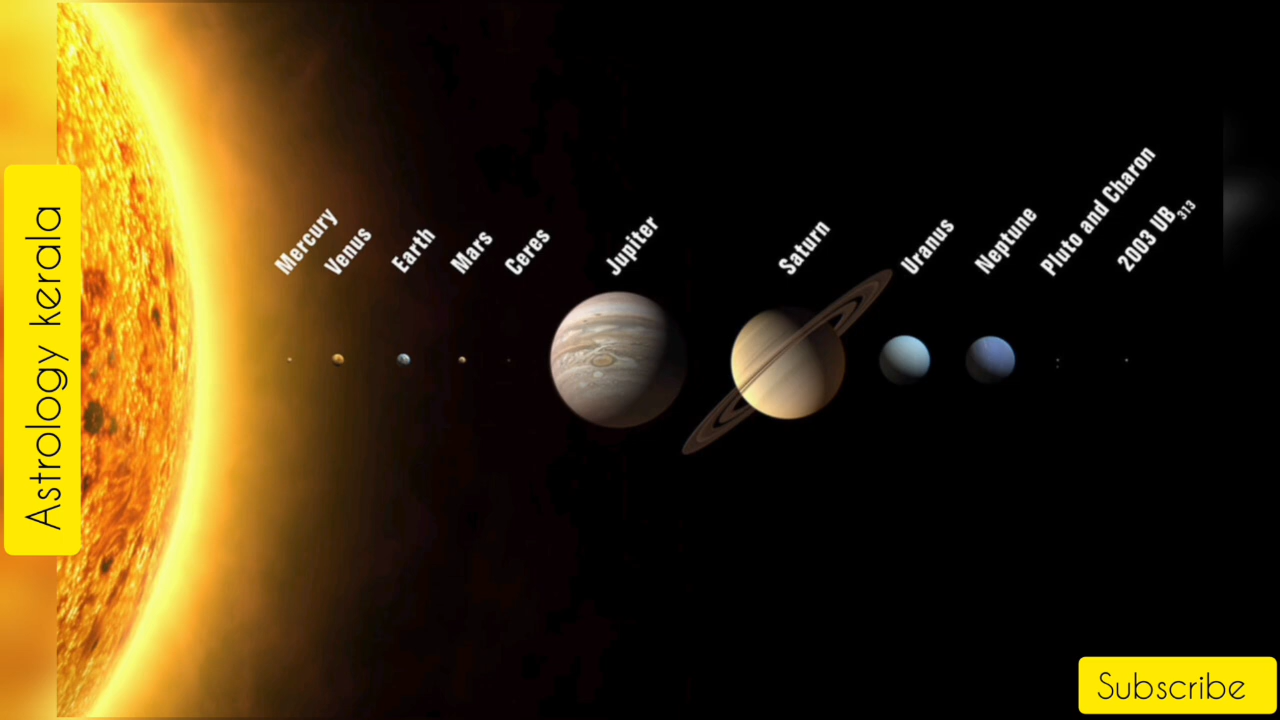 Astrology kerala
Mercury
Venus
Earth
Mars
Ceres
Jupiter
Saturn
Uranus
Neptune
Pluto and Charon
2003 UB313
Subscribe